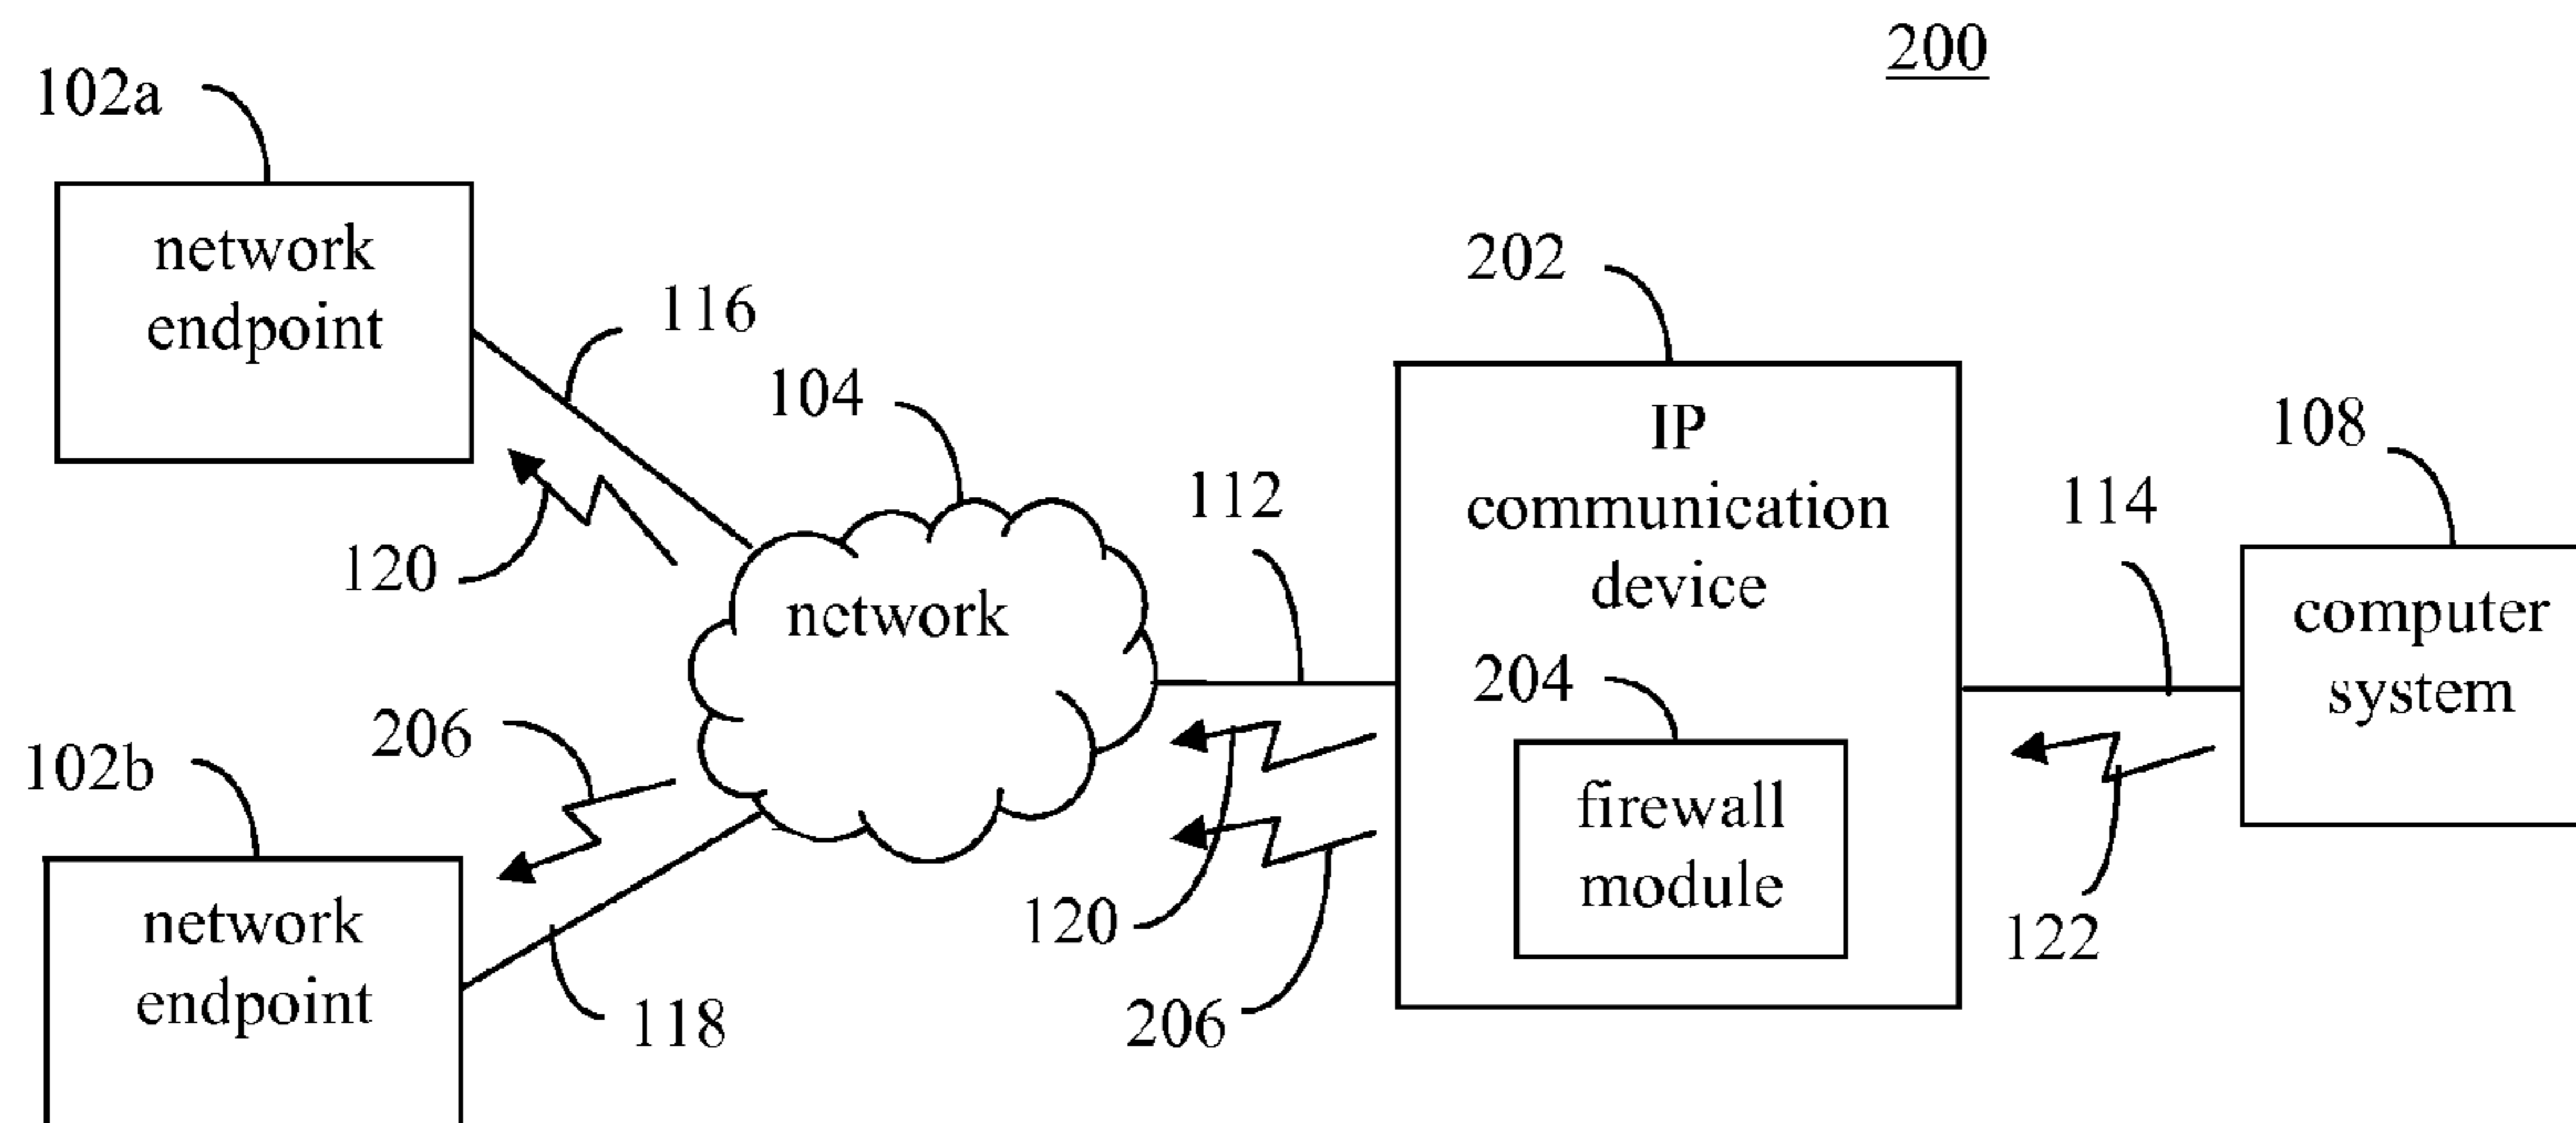 200
102a
network
endpoint
116
202
104
IP
communication
device
108
112
114
120
network
computer
system
204
206
102b
firewall
module
120
122
network
endpoint
118
206